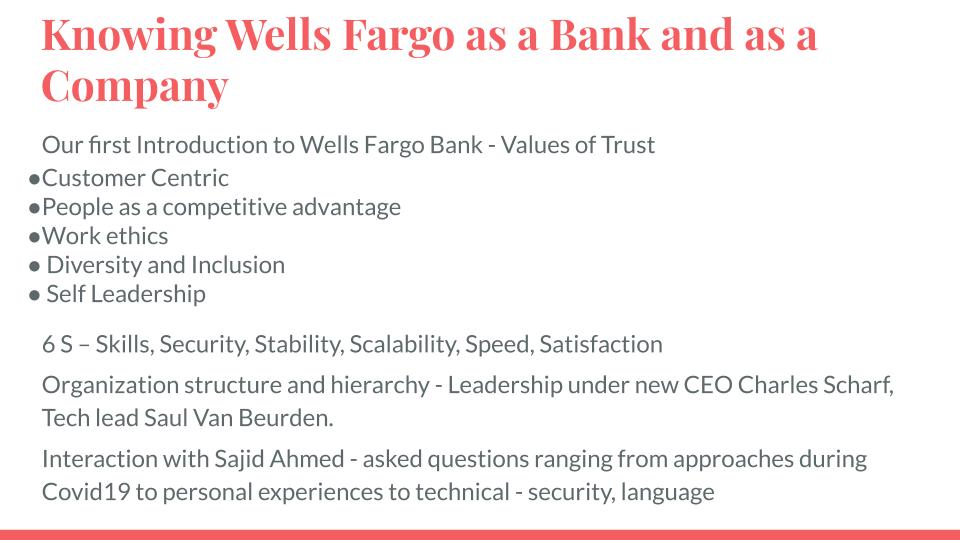 Knowing Wells Fargo as a Bank and as a
Company
Our first Introduction to Wells Fargo Bank - Values of Trust
●Customer Centric
●People as a competitive advantage
●Work ethics
● Diversity and Inclusion
● Self Leadership
6 S – Skills, Security, Stability, Scalability, Speed, Satisfaction
Organization structure and hierarchy - Leadership under new CEO Charles Scharf,
Tech lead Saul Van Beurden.
Interaction with Sajid Ahmed - asked questions ranging from approaches during
Covid19 to personal experiences to technical - security, language